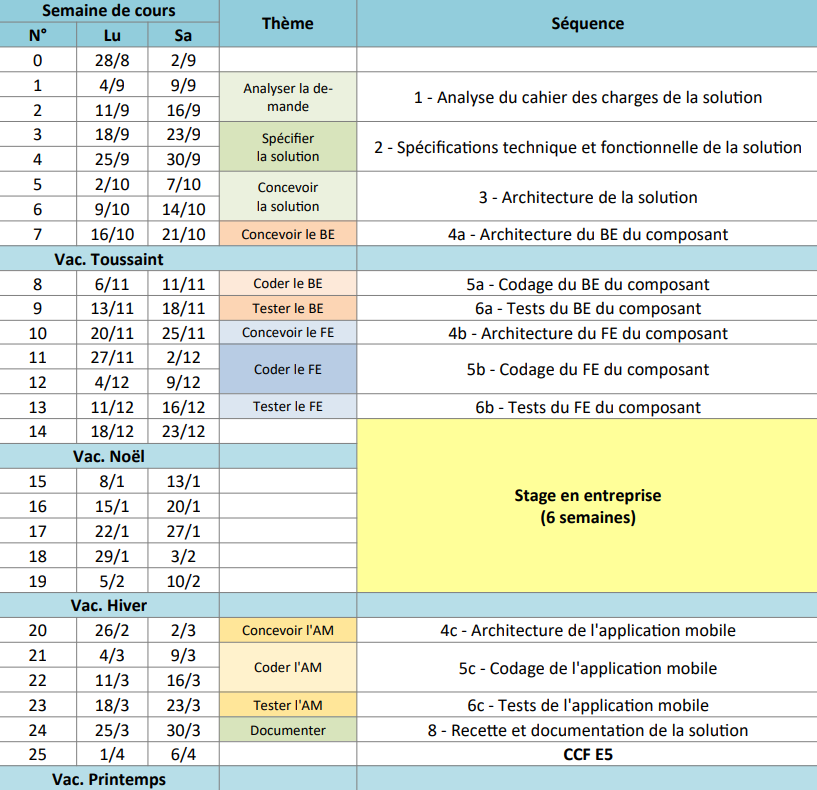 Semaine de cours Thème Séquence
N° Lu Sa
0 28/8 2/9
1 4/9 9/9 Analyser la de-
mande 1 - Analyse du cahier des charges de la solution
2 11/9 16/9
3 18/9 23/9 Spécifier
la solution 2 - Spécifications technique et fonctionnelle de la solution
4 25/9 30/9
5 2/10 7/10 Concevoir
la solution 3 - Architecture de la solution
6 9/10 14/10
7 16/10 21/10 Concevoir le BE 4a - Architecture du BE du composant
Vac. Toussaint
8 6/11 11/11 Coder le BE 5a - Codage du BE du composant
9 13/11 18/11 Tester le BE 6a - Tests du BE du composant
10 20/11 25/11 Concevoir le FE 4b - Architecture du FE du composant
11 27/11 2/12 Coder le FE 5b - Codage du FE du composant
12 4/12 9/12
13 11/12 16/12 Tester le FE 6b - Tests du FE du composant
14 18/12 23/12
Vac. Noël
15 8/1 13/1 Stage en entreprise
16 15/1 20/1 (6 semaines)
17 22/1 27/1
18 29/1 3/2
19 5/2 10/2
Vac. Hiver
20 26/2 2/3 Concevoir l'AM 4c - Architecture de l'application mobile
21 4/3 9/3 Coder l'AM 5c - Codage de l'application mobile
22 11/3 16/3
23 18/3 23/3 Tester l'AM 6c - Tests de l'application mobile
24 25/3 30/3 Documenter 8 - Recette et documentation de la solution
25 1/4 6/4 CCF E5
Vac. Printemps